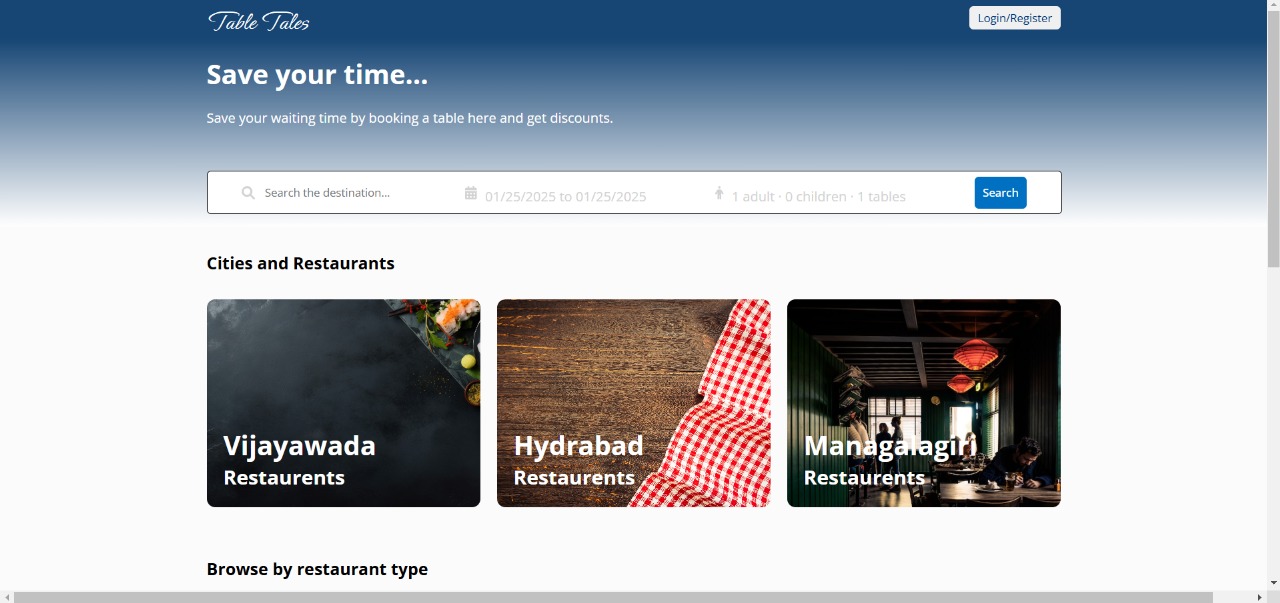 Table Tales
Login/Register
Save your time...
Save your waiting time by booking a table here and get discounts.
Search the destination...
01/25/2025 to 01/25/2025
1 adult · 0 children · 1 tables
Search
Cities and Restaurants
Vijayawada
Restaurents
Hydrabad
Restaurents
Managalagiri
Restaurents
Browse by restaurant type